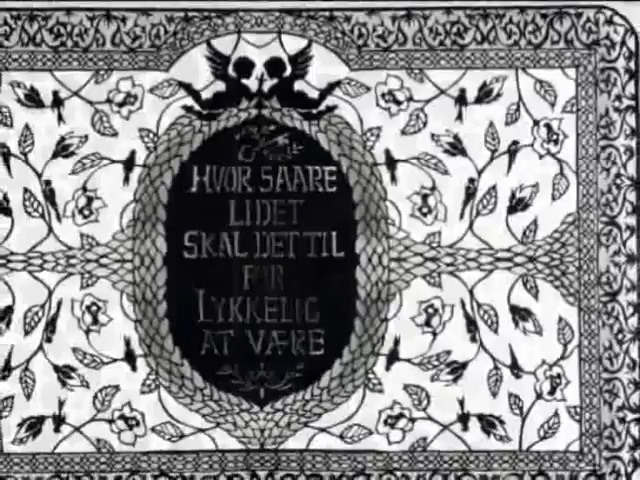 HVOR SAARE
LIDET
SKAL DET TIL
FOR
LYKKELIG
AT VÆRE